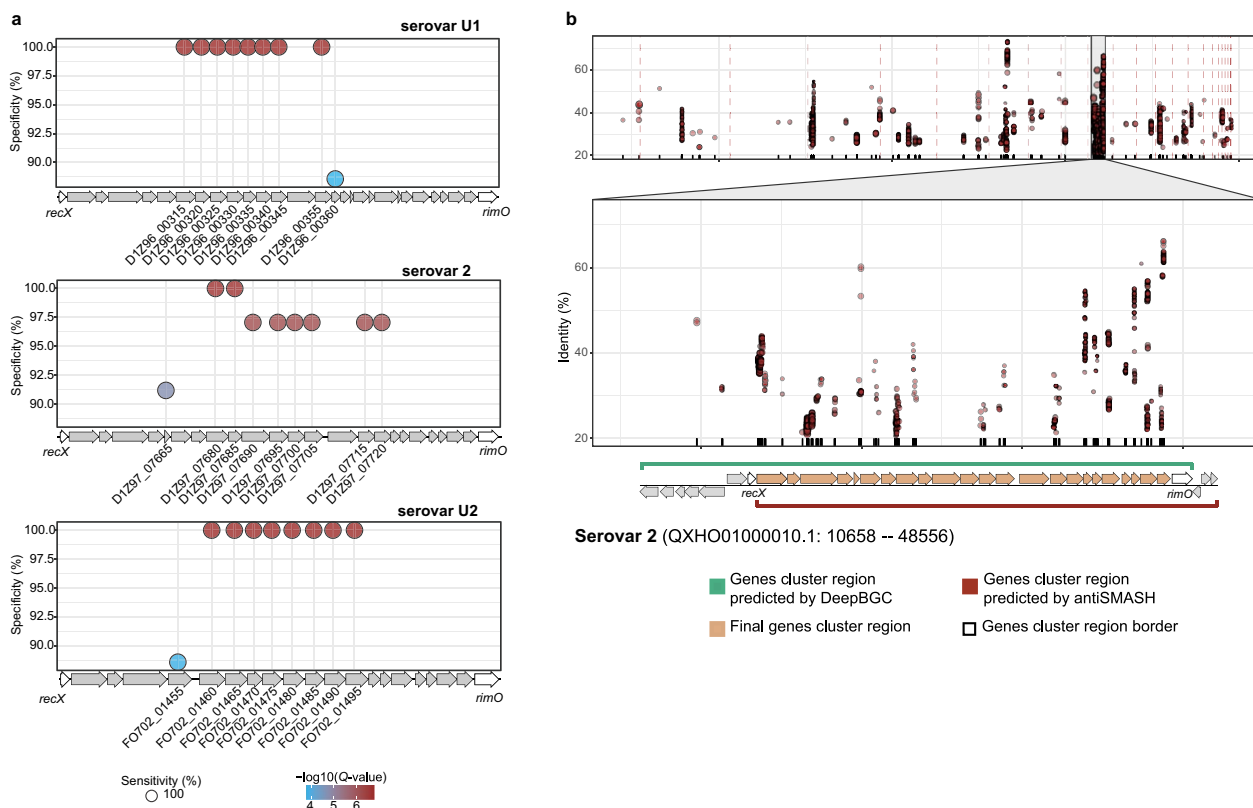 a
serovar U1
Specificity (%)
100.0
97.5
95.0
92.5
90.0
recX
rimO
D1Z96_00315
D1Z96_00320
D1Z96_00325
D1Z96_00330
D1Z96_00335
D1Z96_00340
D1Z96_00345
D1Z96_00355
D1Z96_00360
serovar 2
Specificity (%)
100.0
97.5
95.0
92.5
90.0
recX
rimO
D1Z97_07665
D1Z97_07680
D1Z97_07685
D1Z97_07690
D1Z97_07695
D1Z97_07700
D1Z97_07705
D1Z97_07715
D1Z97_07720
serovar U2
Specificity (%)
100.0
97.5
95.0
92.5
90.0
recX
rimO
FO702_01455
FO702_01460
FO702_01465
FO702_01470
FO702_01475
FO702_01480
FO702_01485
FO702_01490
FO702_01495
Sensitivity (%)
100
−log10(Q-value)
4 5 6
b
60
40
20
Identity (%)
60
40
20
recX
rimO
Serovar 2 (QXHO01000010.1: 10658 -- 48556)
Genes cluster region
predicted by DeepBGC
Genes cluster region
predicted by antiSMASH
Final genes cluster region
Genes cluster region border